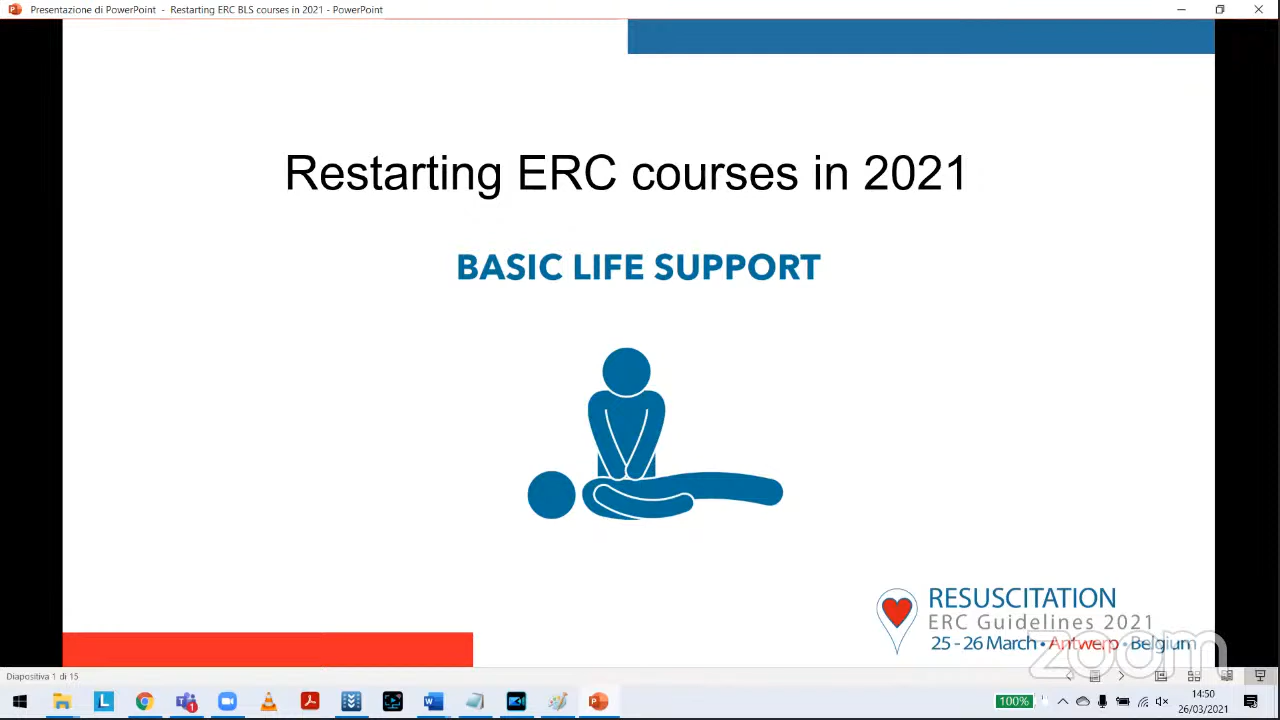 Presentazione di PowerPoint - Restarting ERC BLS courses in 2021 - PowerPoint
Restarting ERC courses in 2021
BASIC LIFE SUPPORT
RESUSCITATION
ERC Guidelines 2021
25 - 26 March • Antwerp • Belgium
zoom
Diapositiva 1 di 15
L
1
W
P
100%
14:50
26/03/2021